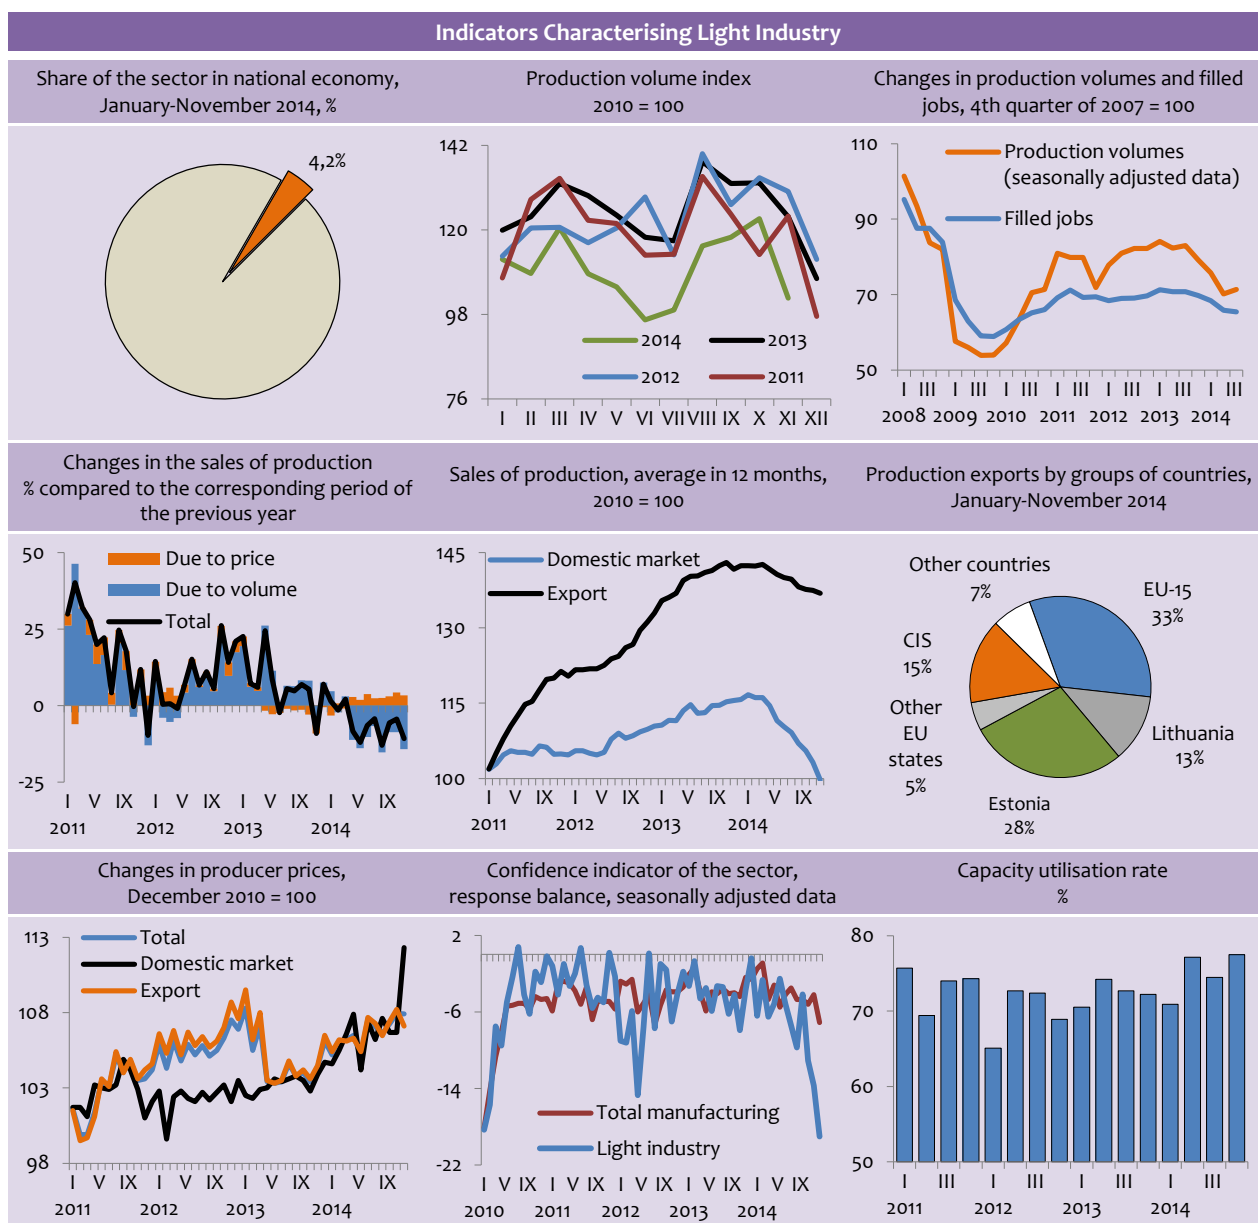 Indicators Characterising Light Industry
Share of the sector in national economy,
January-November 2014, %
4,2%
Production volume index
2010 = 100
142
120
98
76
2014
2013
2012
2011
I II III IV V VI VII VIII IX X XI XII
Changes in production volumes and filled
jobs, 4th quarter of 2007 = 100
110
90
70
50
Production volumes
(seasonally adjusted data)
Filled jobs
I III I III I III I III I III I III I III
2008 2009 2010 2011 2012 2013 2014
Changes in the sales of production
% compared to the corresponding period of
the previous year
50
25
0
-25
Due to price
Due to volume
Total
I V IX I V IX I V IX I V IX
2011 2012 2013 2014
Sales of production, average in 12 months,
2010 = 100
145
130
115
100
Domestic market
Export
I V IX I V IX I V IX I V IX
2011 2012 2013 2014
Production exports by groups of countries,
January-November 2014
Other countries
7%
EU-15
33%
CIS
15%
Other
EU
states
5%
Lithuania
13%
Estonia
28%
Changes in producer prices,
December 2010 = 100
113
108
103
98
Total
Domestic market
Export
I V IX I V IX I V IX I V IX
2011 2012 2013 2014
Confidence indicator of the sector,
response balance, seasonally adjusted data
2
-6
-14
-22
Total manufacturing
Light industry
I V IX I V IX I V IX I V IX I V IX
2010 2011 2012 2013 2014
Capacity utilisation rate
%
80
70
60
50
I III I III I III I III
2011 2012 2013 2014